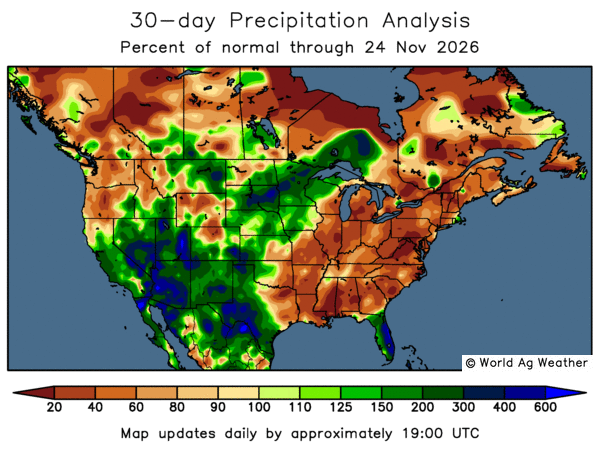 30-day Precipitation Analysis
Percent of normal through 24 Nov 2026
© World Ag Weather
20 40 60 80 90 100 110 125 150 200 300 400 600
Map updates daily by approximately 19:00 UTC